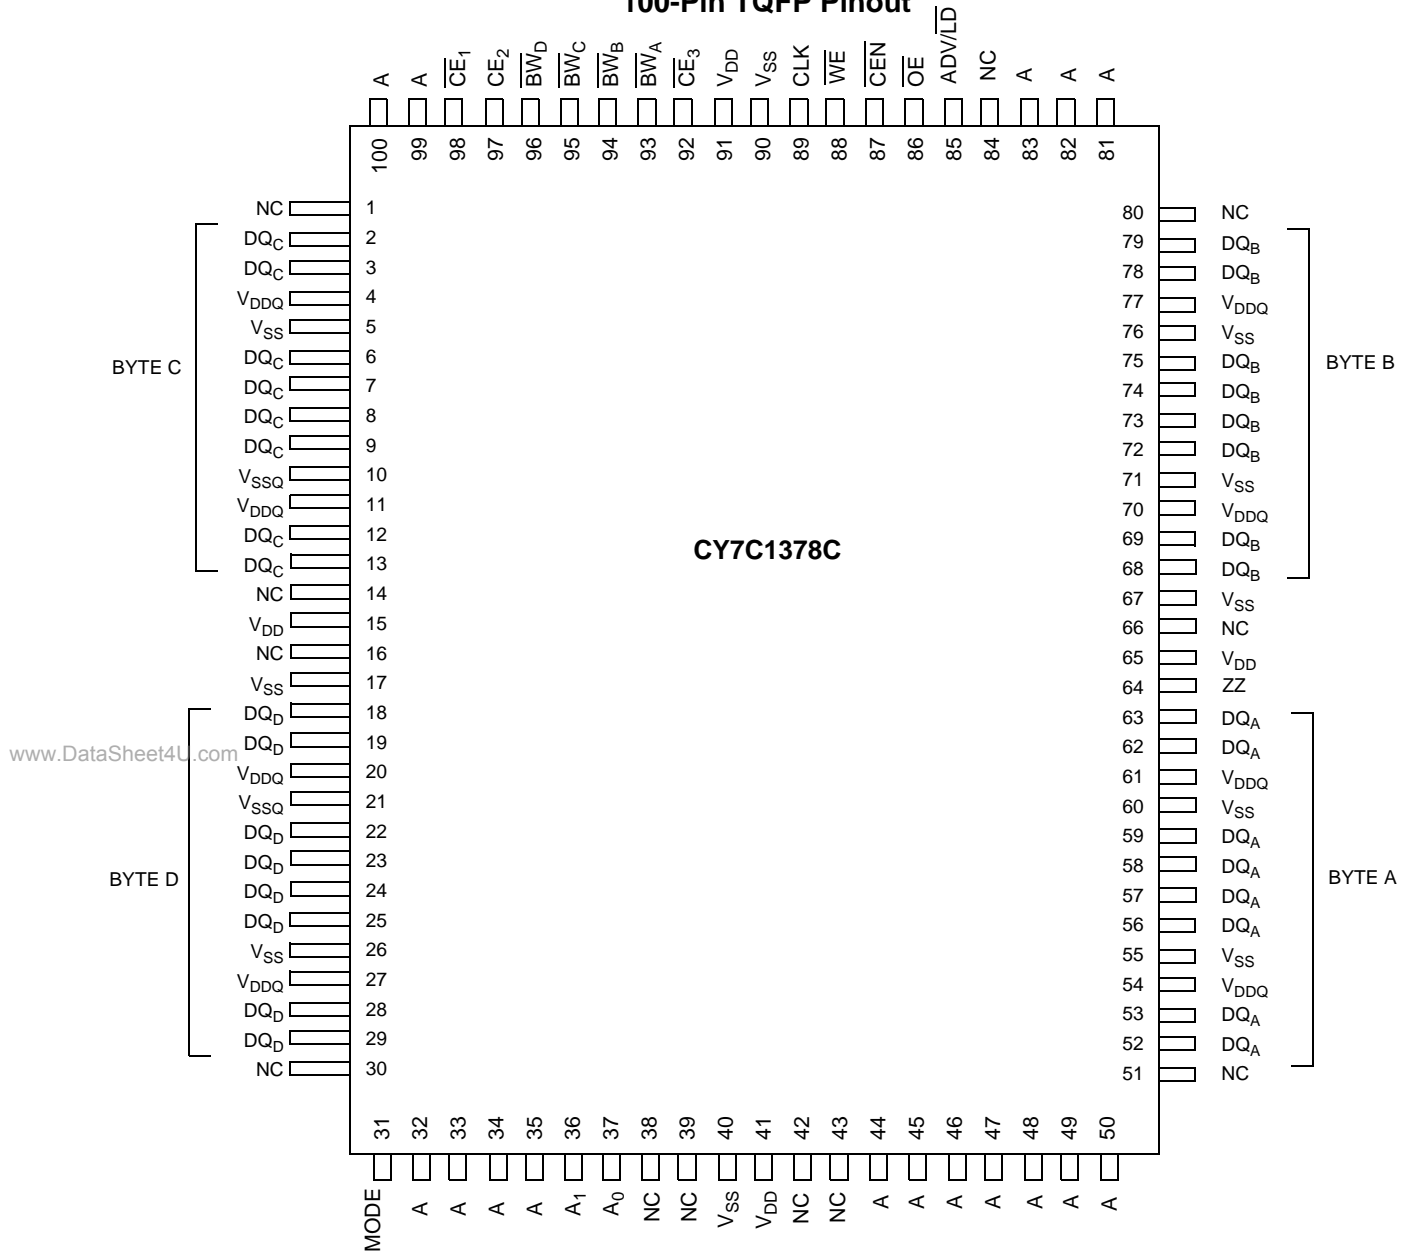 100-Pin TQFP Pinout
A A CE1 CE2 BWD BWC BWB BWA CE3 VDD VSS CLK WE CEN OE ADV/LD NC A A A
100 99 98 97 96 95 94 93 92 91 90 89 88 87 86 85 84 83 82 81
NC 1
DQC 2
DQC 3
VDDQ 4
VSS 5
DQC 6
DQC 7
DQC 8
DQC 9
VSSQ 10
VDDQ 11
DQC 12
DQC 13
NC 14
VDD 15
NC 16
VSS 17
DQD 18
DQD 19
VDDQ 20
VSSQ 21
DQD 22
DQD 23
DQD 24
DQD 25
VSS 26
VDDQ 27
DQD 28
DQD 29
NC 30
BYTE C
BYTE D
www.DataSheet4U.com
CY7C1378C
80 NC
79 DQB
78 DQB
77 VDDQ
76 VSS
75 DQB
74 DQB
73 DQB
72 DQB
71 VSS
70 VDDQ
69 DQB
68 DQB
67 VSS
66 NC
65 VDD
64 ZZ
63 DQA
62 DQA
61 VDDQ
60 VSS
59 DQA
58 DQA
57 DQA
56 DQA
55 VSS
54 VDDQ
53 DQA
52 DQA
51 NC
BYTE B
BYTE A
31 32 33 34 35 36 37 38 39 40 41 42 43 44 45 46 47 48 49 50
MODE A A A A A1 A0 NC NC VSS VDD NC NC A A A A A A A